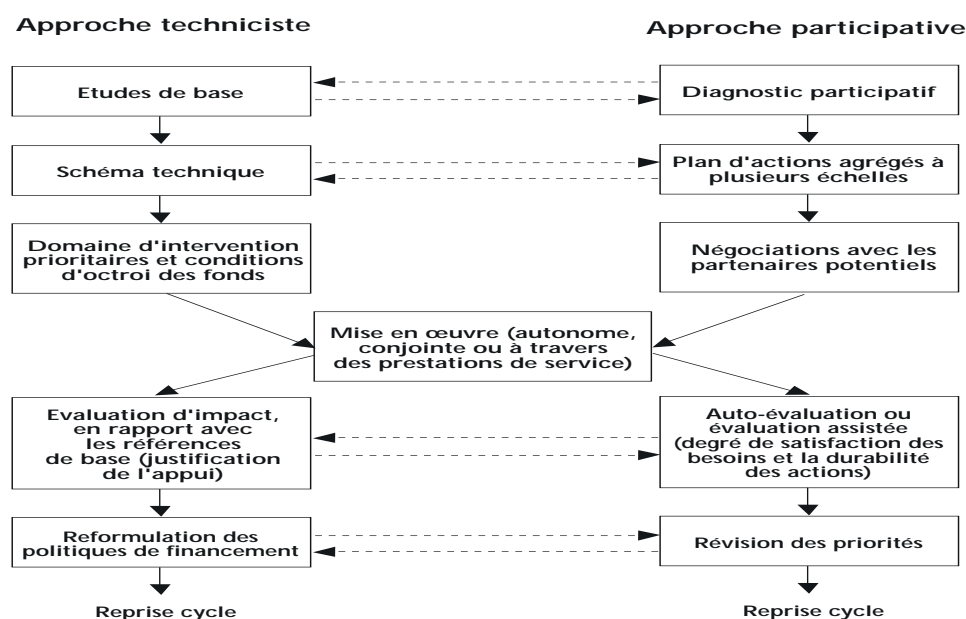 Approche techniciste
Approche participative
Etudes de base
Diagnostic participatif
Schéma technique
Plan d'actions agrégés à
plusieurs échelles
Domaine d'intervention
prioritaires et conditions
d'octroi des fonds
Négociations avec les
partenaires potentiels
Mise en œuvre (autonome,
conjointe ou à travers
des prestations de service)
Evaluation d'impact,
en rapport avec
les références
de base (justification
de l'appui)
Auto-évaluation ou
évaluation assistée
(degré de satisfaction des
besoins et la durabilité
des actions)
Reformulation des
politiques de financement
Révision des priorités
Reprise cycle
Reprise cycle